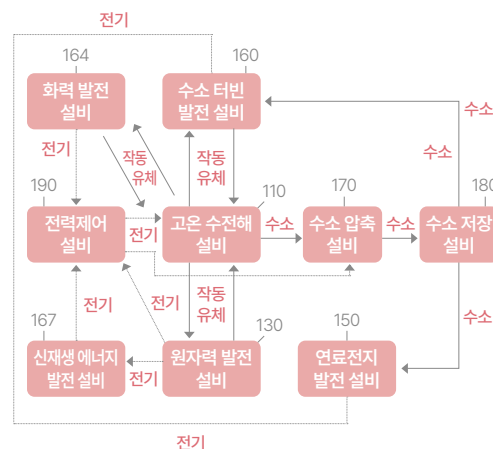 전기
164
160
화력 발전
설비
수소 터빈
발전 설비
수소
전기
작동
유체
작동
유체
수소
190
110
170
180
전력제어
설비
전기
고온 수전해
설비
수소
수소 압축
설비
수소
수소 저장
설비
전기
전기
작동
유체
167
130
150
수소
신재생 에너지
발전 설비
전기
원자력 발전
설비
연료전지
발전 설비
전기